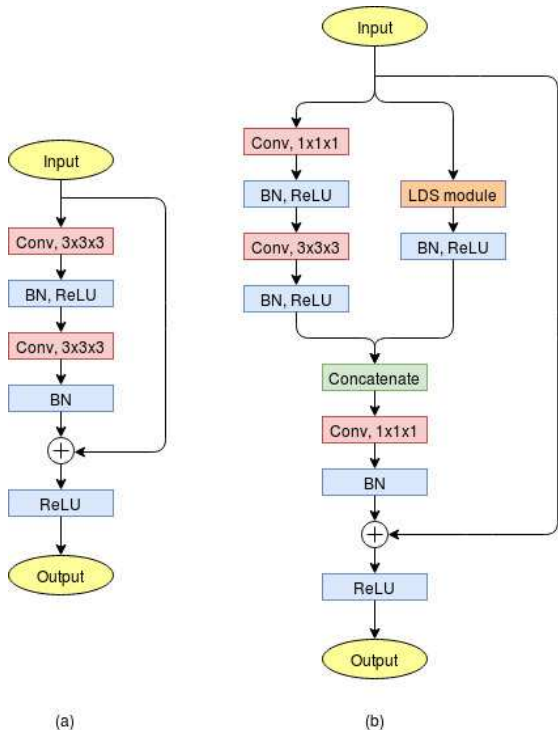 Input
Conv, 3x3x3
BN, ReLU
Conv, 3x3x3
BN
ReLU
Output
(a)
Input
Conv, 1x1x1
BN, ReLU
Conv, 3x3x3
BN, ReLU
LDS module
BN, ReLU
Concatenate
Conv, 1x1x1
BN
ReLU
Output
(b)